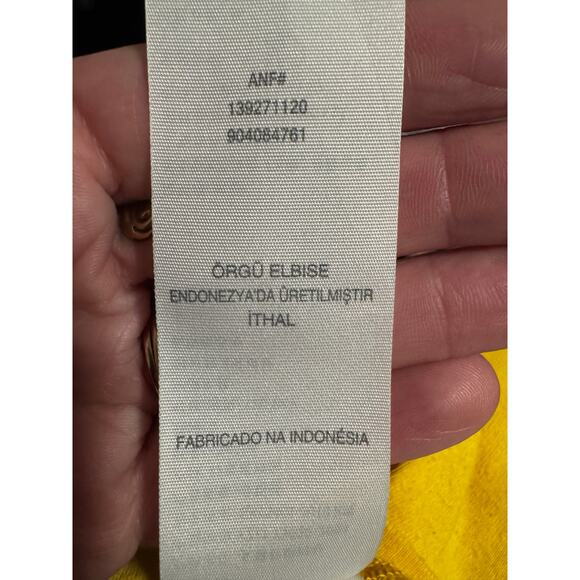 ANF#
139271120
904084761
ÖRGÜ ELBISE
ENDONEZYA'DA ÜRETILMIŞTIR
İTHAL
FABRICADO NA INDONÉSIA